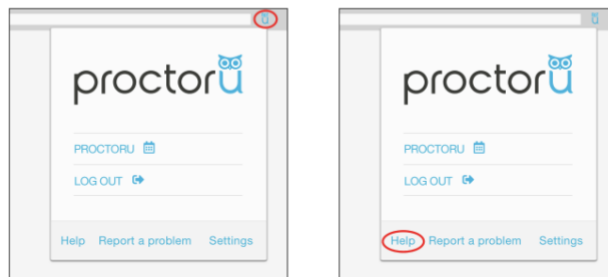 proctoru
PROCTORU
LOG OUT
Help Report a problem Settings
proctoru
PROCTORU
LOG OUT
Help Report a problem Settings